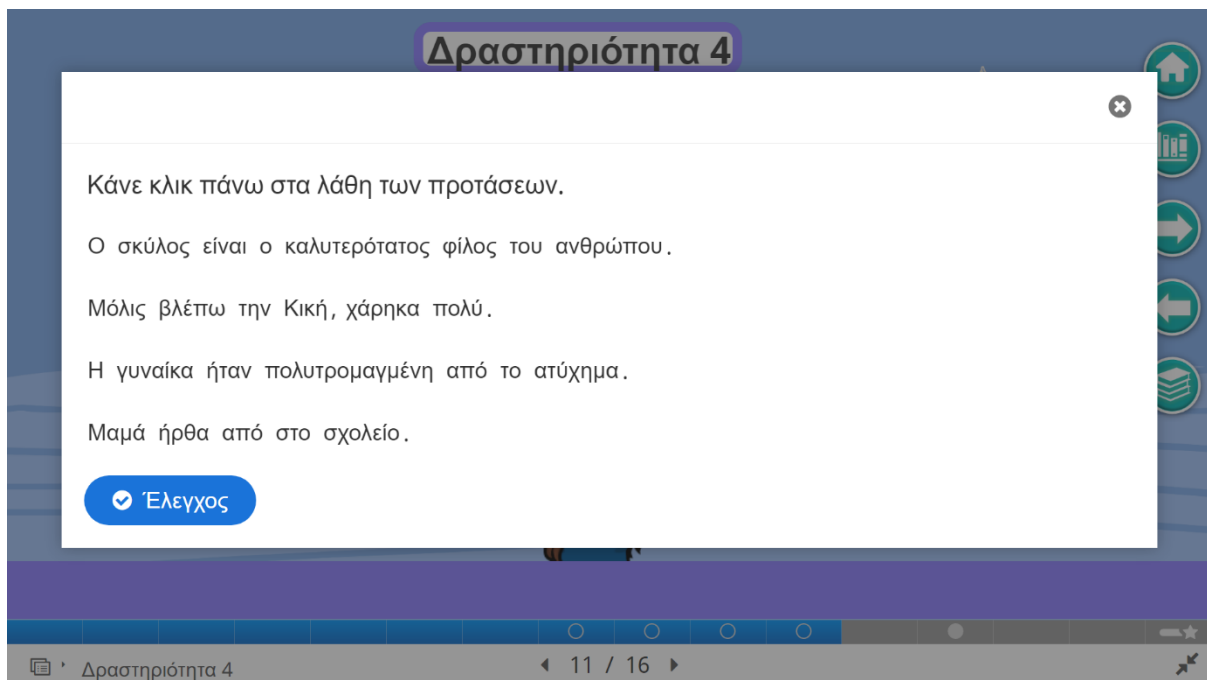 Δραστηριότητα 4
Κάνε κλικ πάνω στα λάθη των προτάσεων.
Ο σκύλος είναι ο καλυτερότατος φίλος του ανθρώπου.
Μόλις βλέπω την Κική, χάρηκα πολύ.
Η γυναίκα ήταν πολυτρομαγμένη από το ατύχημα.
Μαμά ήρθα από στο σχολείο.
Έλεγχος
Δραστηριότητα 4 11 / 16